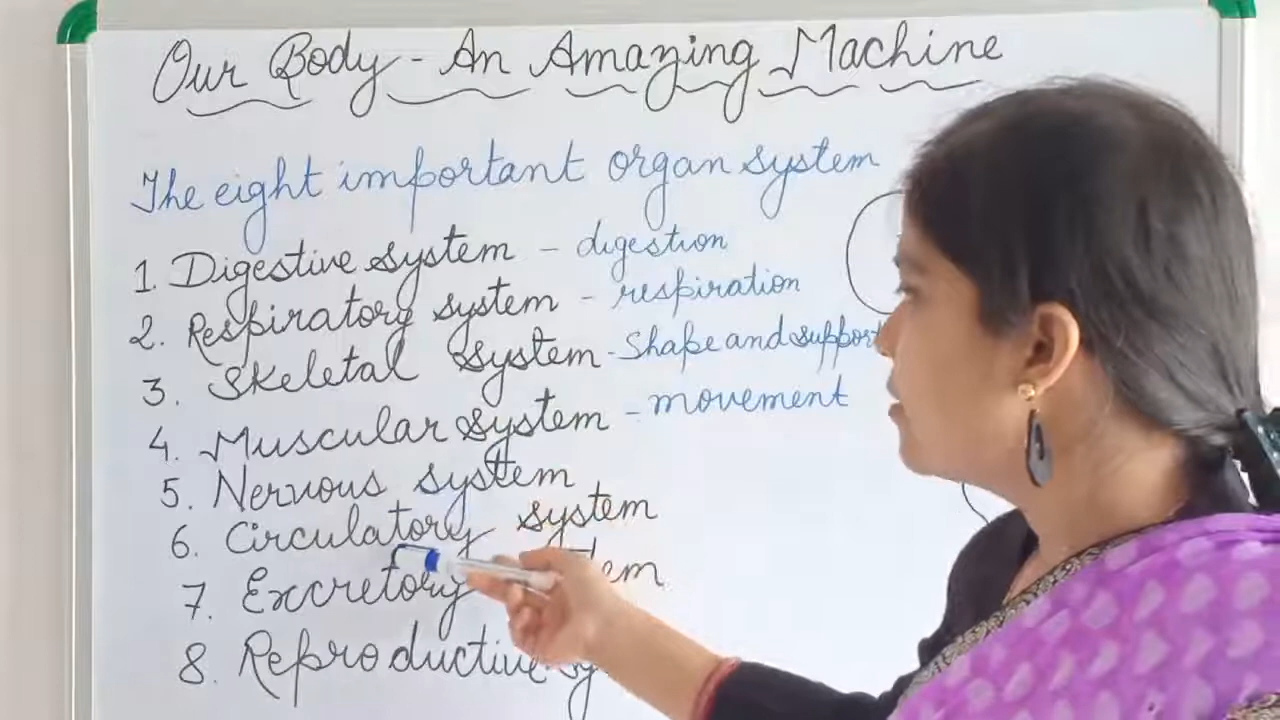 Our Body - An Amazing Machine
The eight important organ system
1. Digestive system - digestion
2. Respiratory system - respiration
3. Skeletal system - Shape and support
4. Muscular system - movement
5. Nervous system
6. Circulatory system
7. Excretory
8. Reproductive